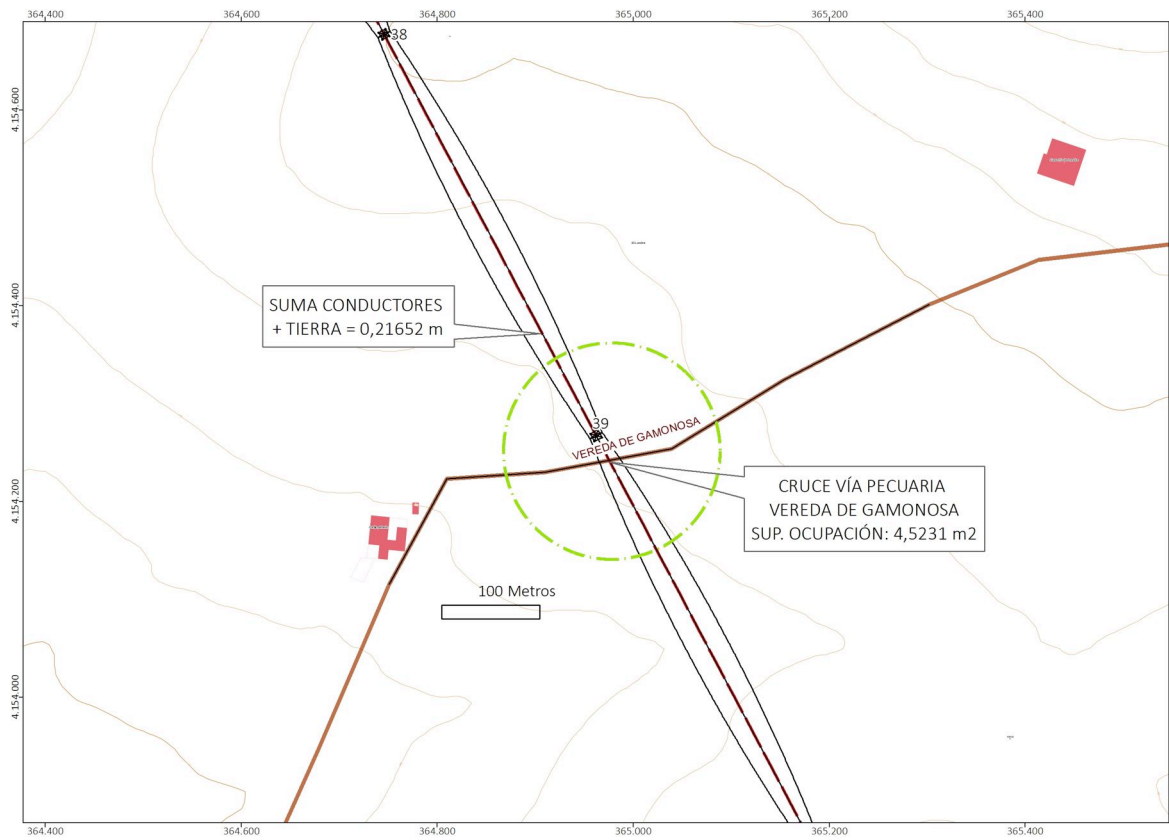 364,400
364,600
364,800
365,000
365,200
365,400
38
4.154.600
SUMA CONDUCTORES
+ TIERRA = 0,21652 m
4.154.400
39
VEREDA DE GAMONOSA
CRUCE VÍA PECUARIA
VEREDA DE GAMONOSA
SUP. OCUPACIÓN: 4,5231 m2
4.154.200
100 Metros
4.154.000
364.400
364.600
364.800
365.000
365.200
365.400